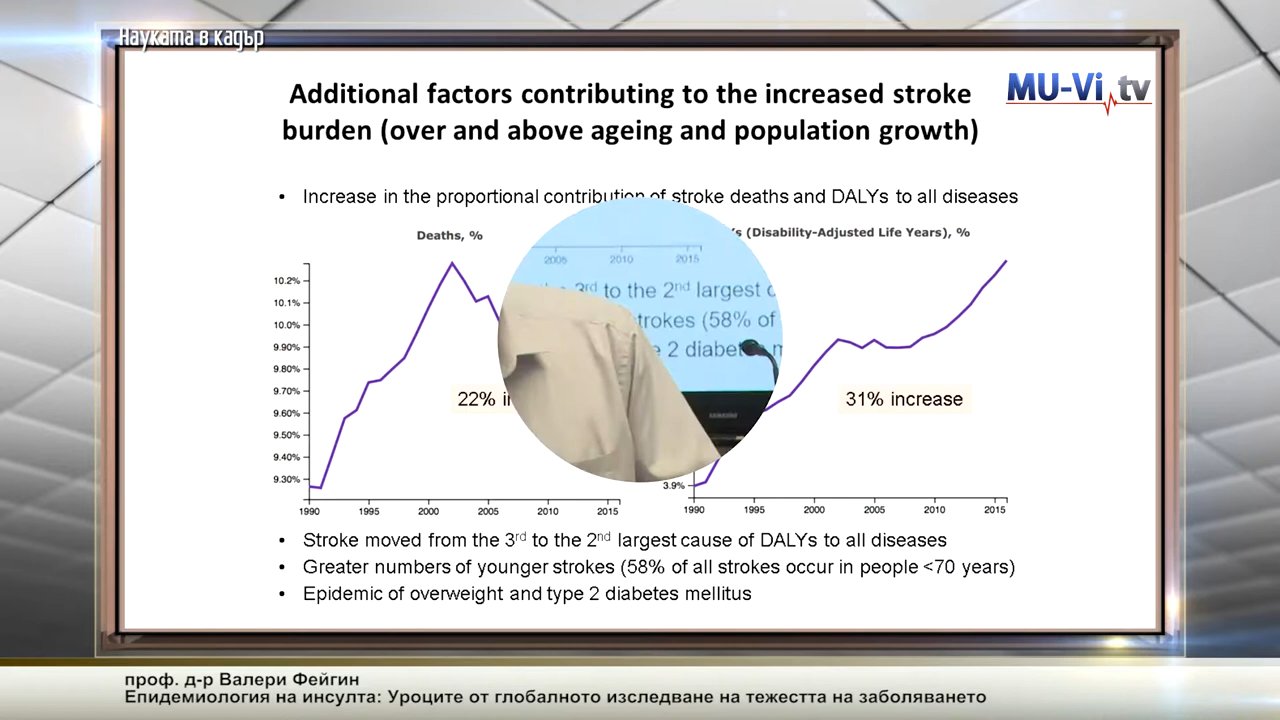 Науката в кадър
MU-Vi.tv
Additional factors contributing to the increased stroke
burden (over and above ageing and population growth)
• Increase in the proportional contribution of stroke deaths and DALYs to all diseases
Deaths, %
(Disability-Adjusted Life Years), %
10.2%
10.1%
10.0%
9.90%
9.80%
9.70%
9.60%
9.50%
9.40%
9.30%
1990 1995 2000 2005 2010 2015
22%
2005 2010 2015
3rd to the 2nd largest
trokes (58% of
2 diabetes
SAMSUNG
31% increase
3.9%
1990 1995 2000 2005 2010 2015
• Stroke moved from the 3rd to the 2nd largest cause of DALYs to all diseases
• Greater numbers of younger strokes (58% of all strokes occur in people <70 years)
• Epidemic of overweight and type 2 diabetes mellitus
проф. д-р Валери Фейгин
Епидемиология на инсулта: Уроците от глобалното изследване на тежестта на заболяването